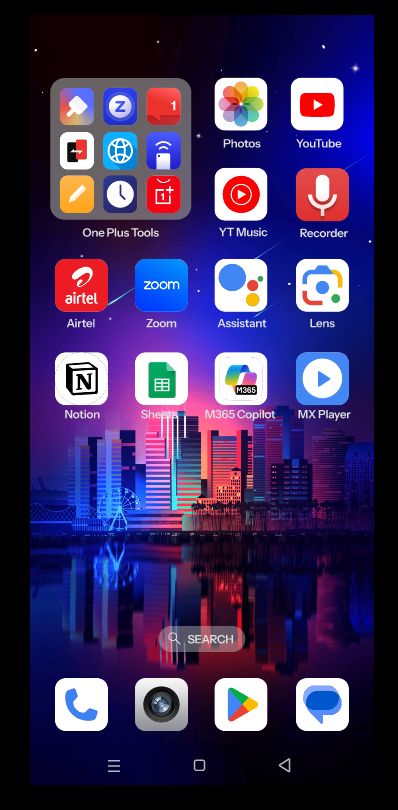 Z
1
1+
Photos
YouTube
One Plus Tools
YT Music
Recorder
airtel
zoom
Airtel
Zoom
Assistant
Lens
N
M365
Notion
Sheets
M365 Copilot
MX Player
SEARCH